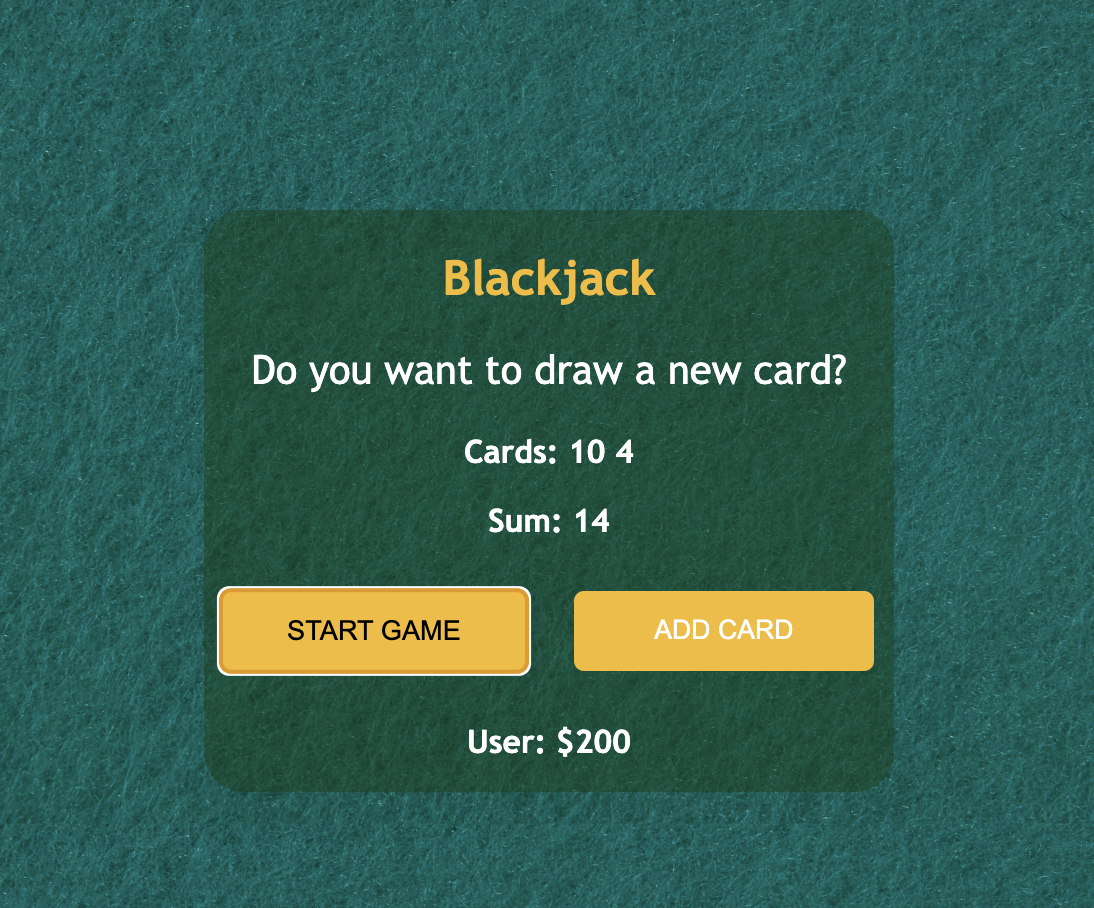 Blackjack
Do you want to draw a new card?
Cards: 10 4
Sum: 14
START GAME
ADD CARD
User: $200